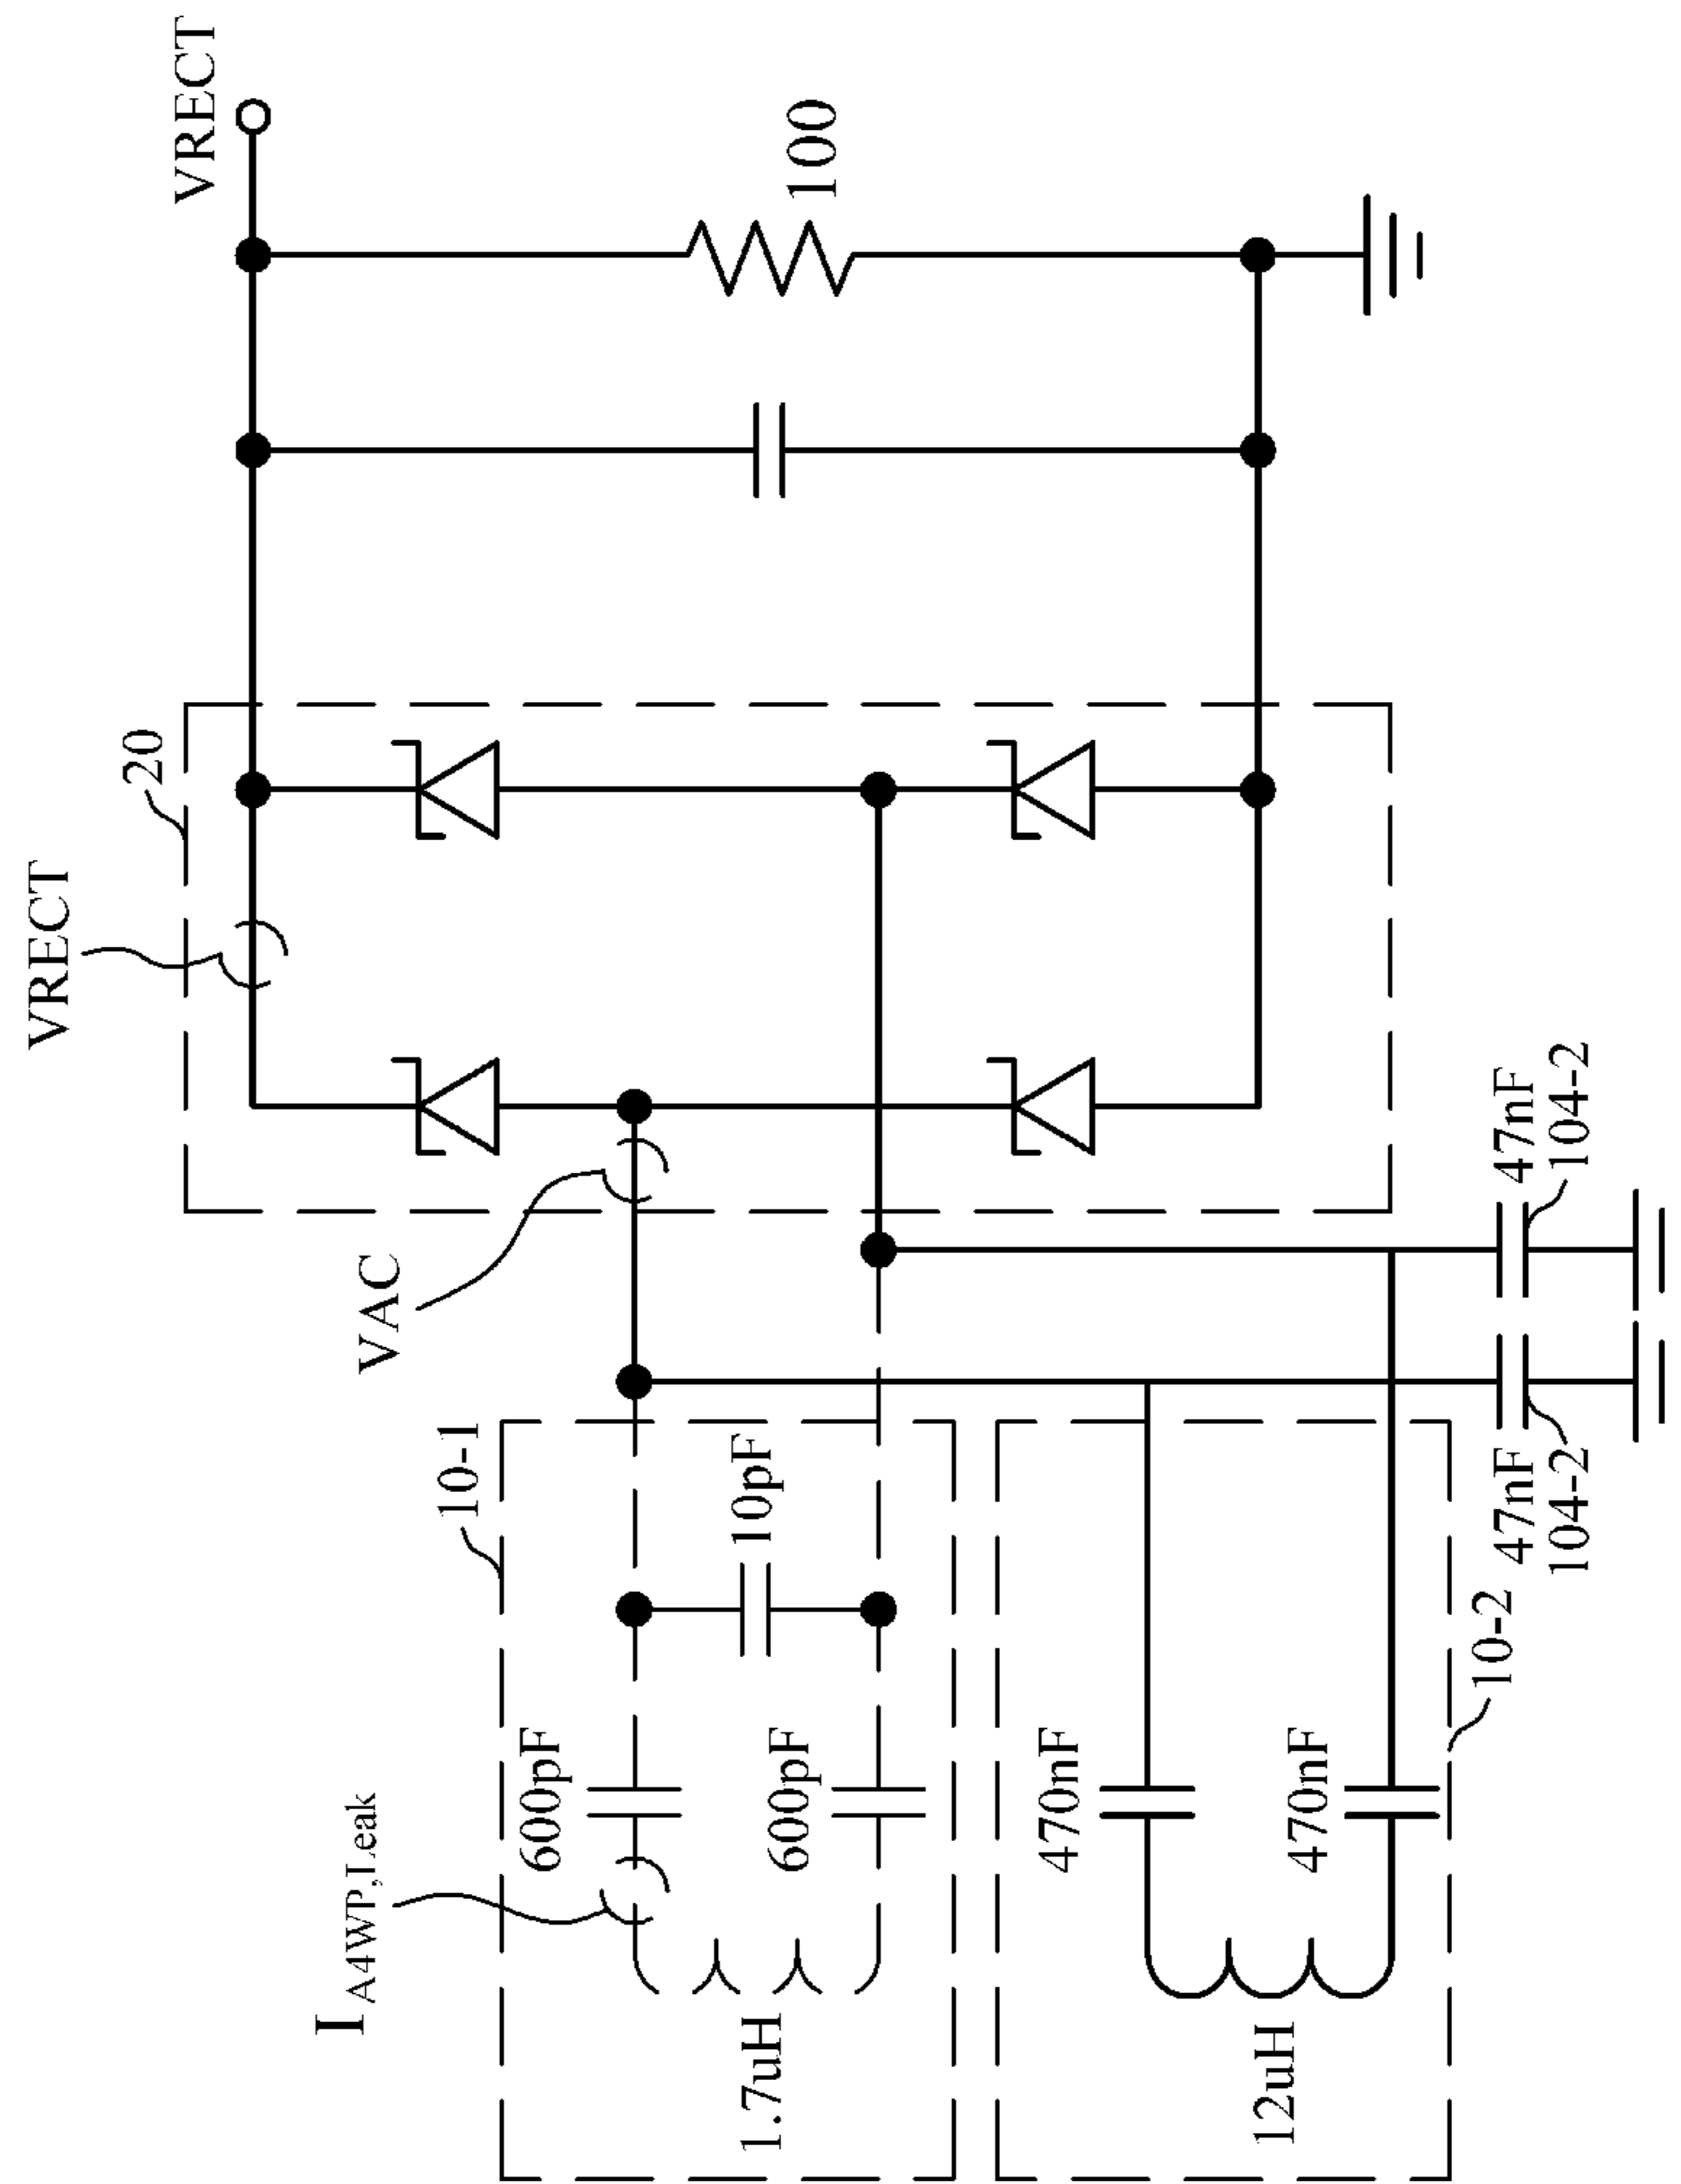 VRECT
VRECT
20
100
VAC
10-1
10pF
47nF
104-2
47nF
104-2
I A4WP,Leak
600pF
600pF
470nF
470nF
10-2
1.7uH
12uH